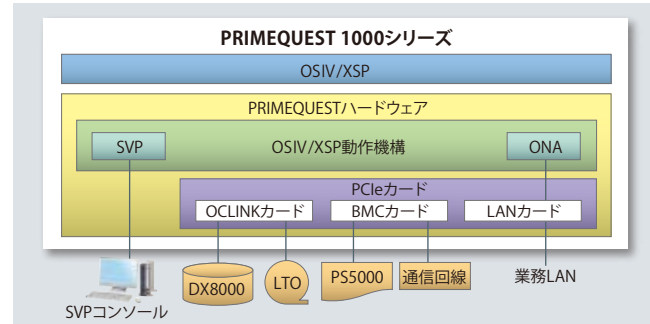 PRIMEQUEST 1000シリーズ
OSIV/XSP
PRIMEQUESTハードウェア
SVP
OSIV/XSP動作機構
ONA
PCIeカード
OCLINKカード
BMCカード
LANカード
DX8000
LTO
PS5000
通信回線
業務LAN
SVPコンソール